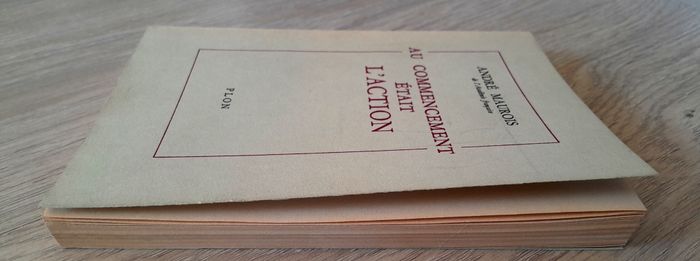 ANDRÉ MAUROIS
de l'Académie française
AU COMMENCEMENT
ÉTAIT
L'ACTION
PLON